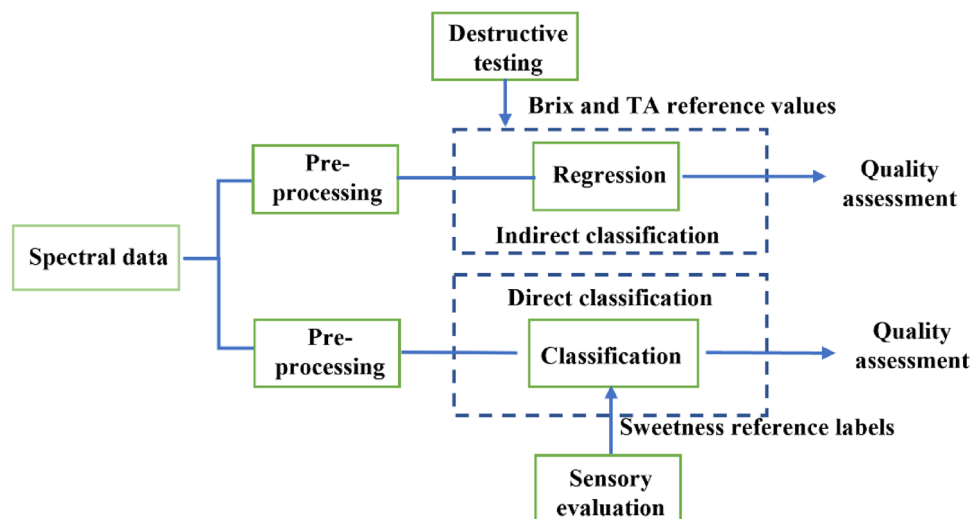 Destructive
testing
Brix and TA reference values
Pre-
processing
Regression
Quality
assessment
Indirect classification
Spectral data
Direct classification
Pre-
processing
Classification
Quality
assessment
Sweetness reference labels
Sensory
evaluation